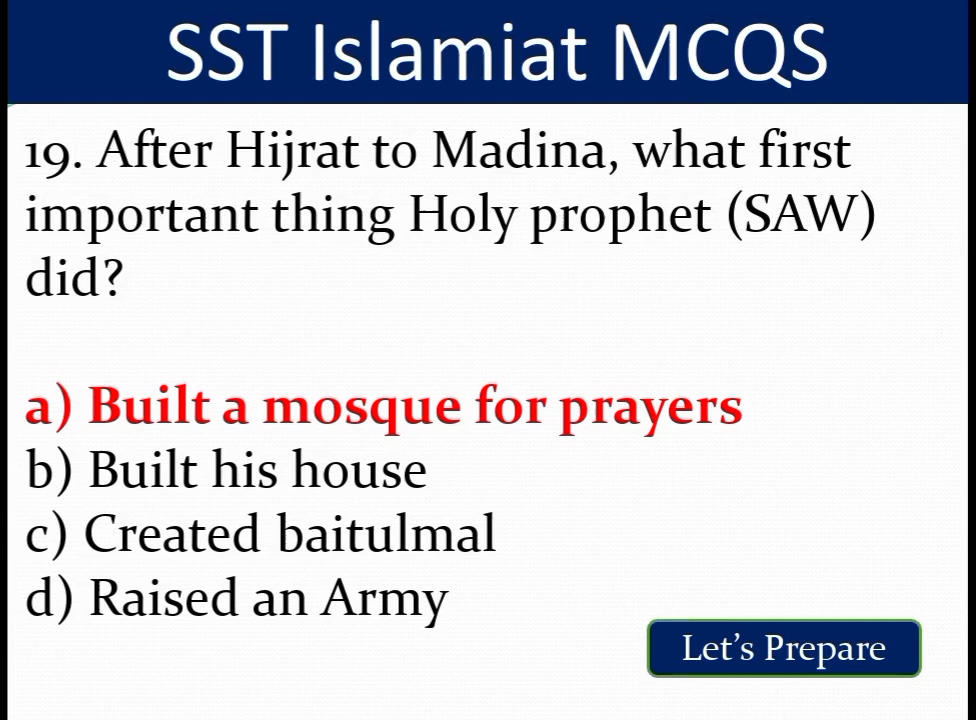 SST Islamiat MCQS
19. After Hijrat to Madina, what first
important thing Holy prophet (SAW)
did?
a) Built a mosque for prayers
b) Built his house
c) Created baitulmal
d) Raised an Army
Let’s Prepare